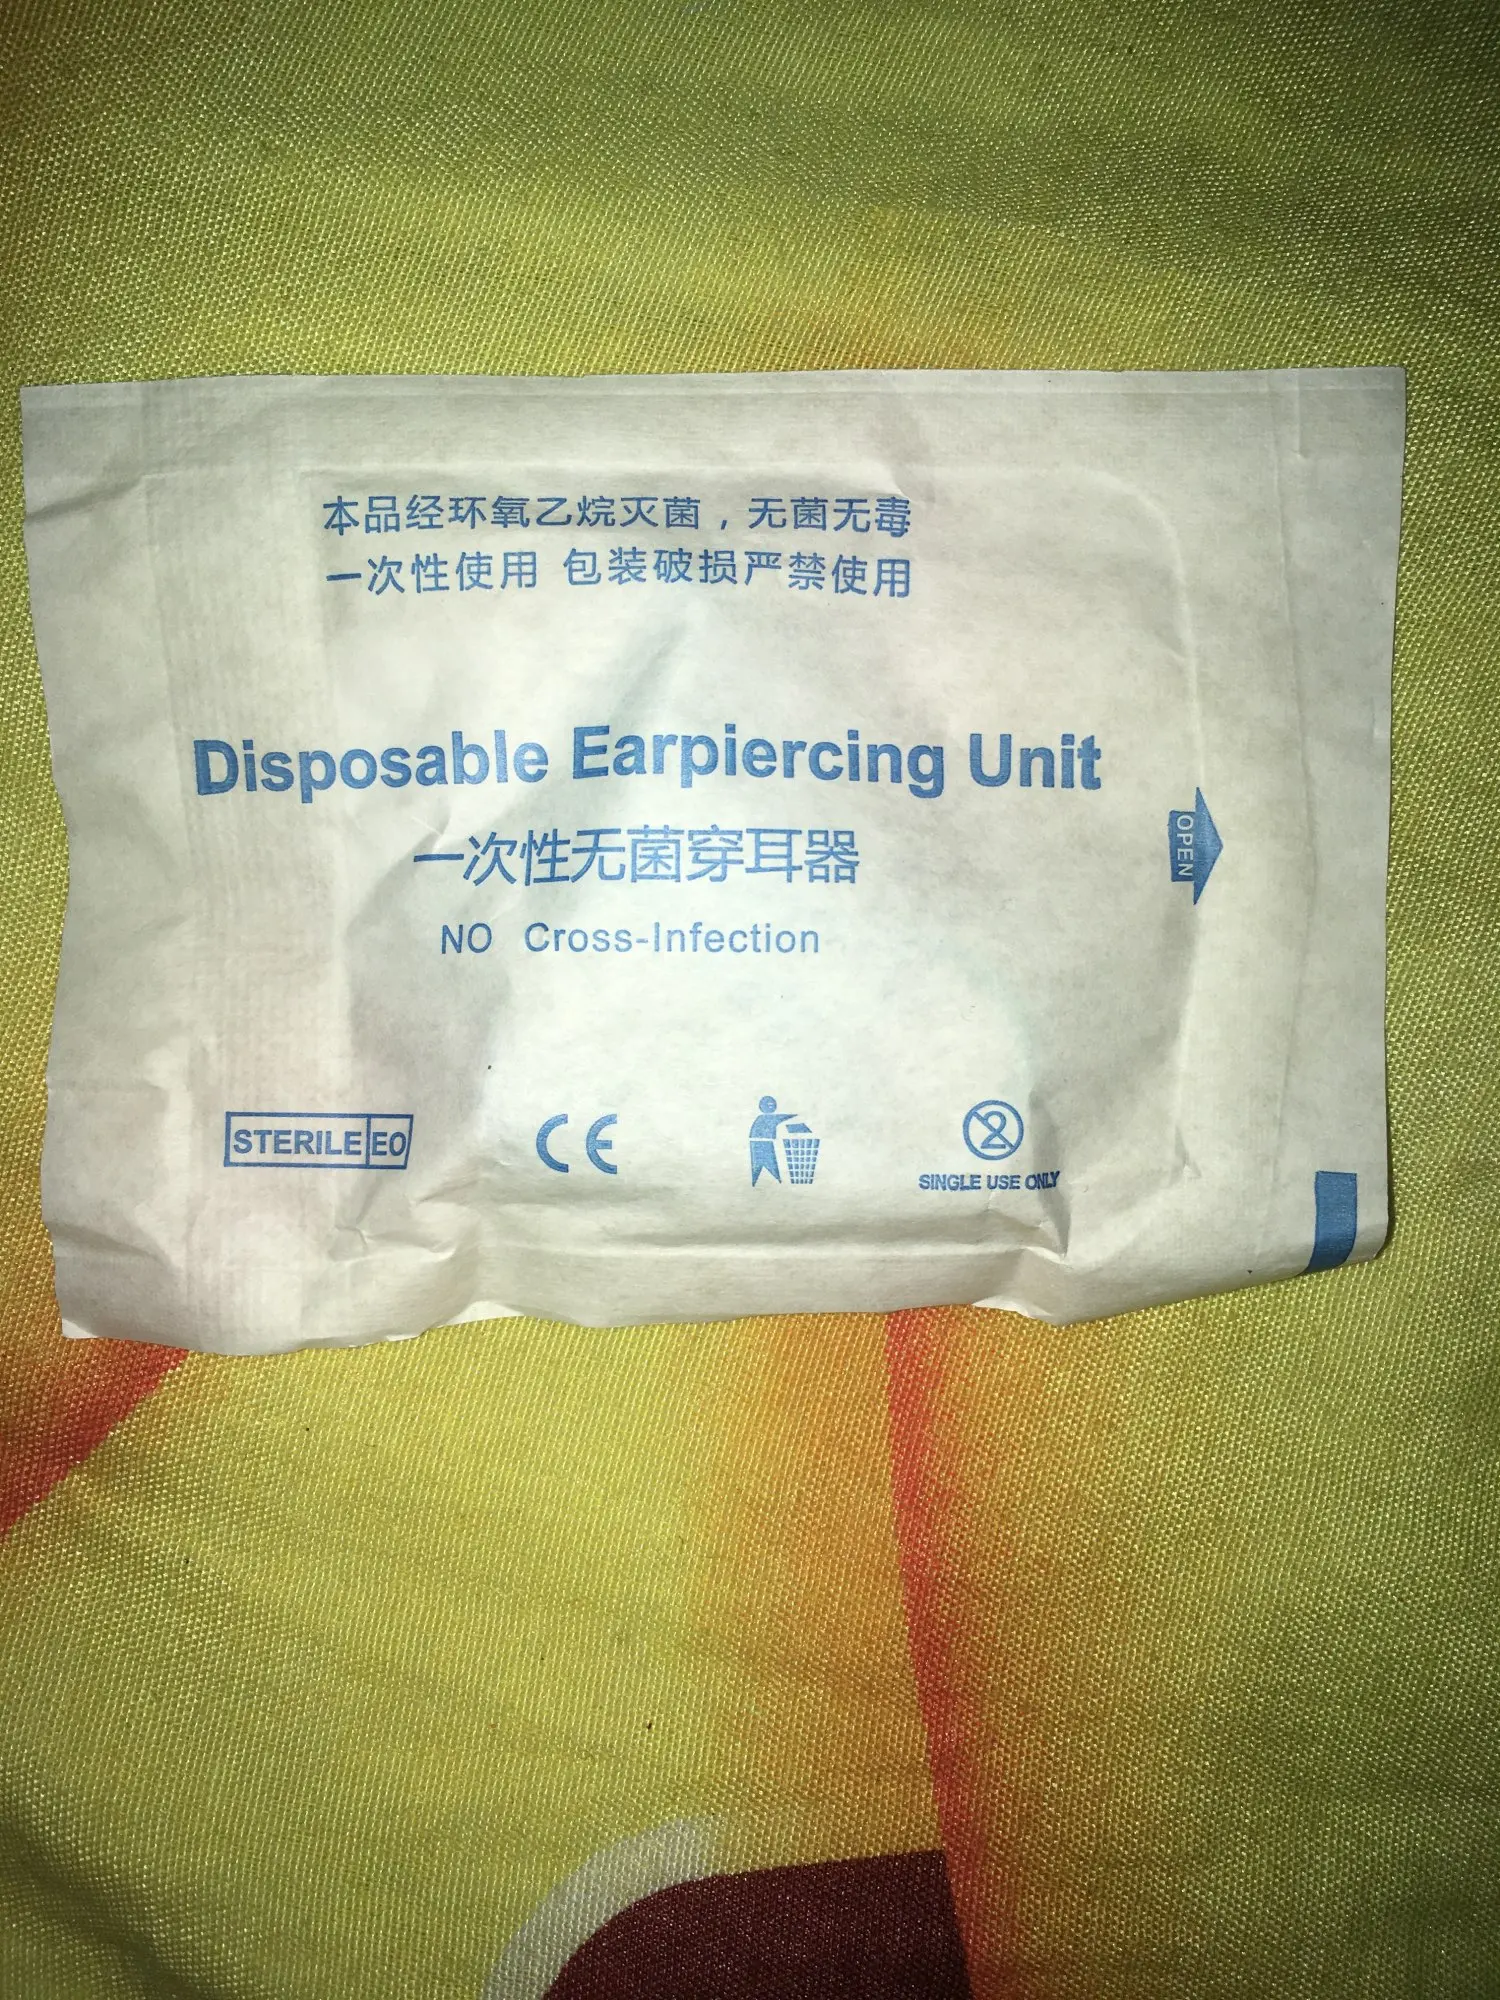 本品经环氧乙烷灭菌，无菌无毒
一次性使用 包装破损严禁使用
Disposable Earpiercing Unit
一次性无菌穿耳器
NO Cross-Infection
OPEN
STERILE EO
CE
2
SINGLE USE ONLY